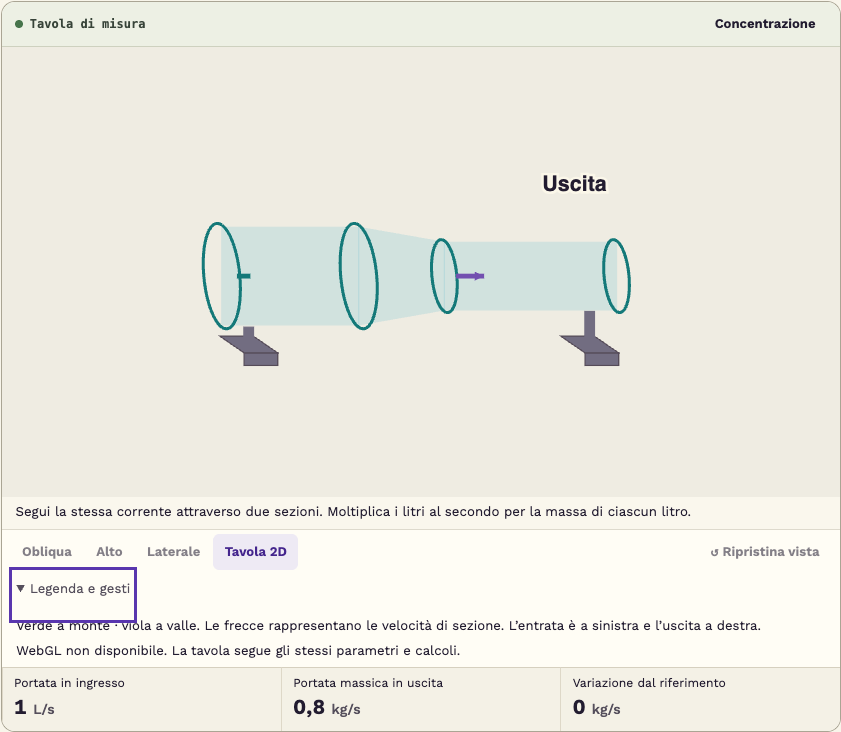 Tavola di misura
Concentrazione
Uscita
Segui la stessa corrente attraverso due sezioni. Moltiplica i litri al secondo per la massa di ciascun litro.
Obliqua Alto Laterale Tavola 2D ↺ Ripristina vista
▼ Legenda e gesti
Verde a monte · viola a valle. Le frecce rappresentano le velocità di sezione. L’entrata è a sinistra e l’uscita a destra.
WebGL non disponibile. La tavola segue gli stessi parametri e calcoli.
Portata in ingresso
1 L/s
Portata massica in uscita
0,8 kg/s
Variazione dal riferimento
0 kg/s